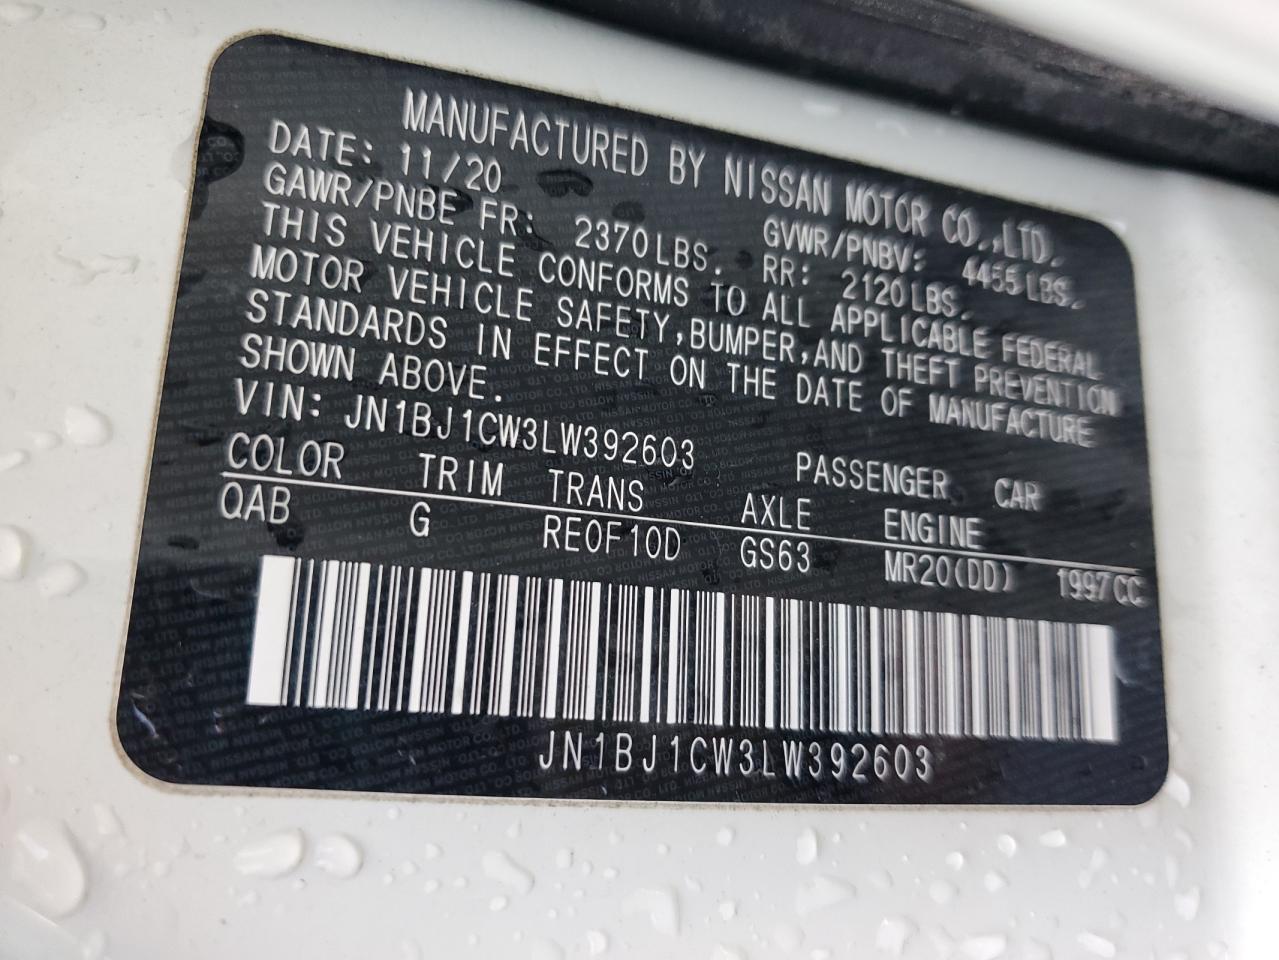 MANUFACTURED BY NISSAN MOTOR CO.,LTD.
DATE: 11/20 GVWR/PNBV: 4455LBS.
GAWR/PNBE FR: 2370LBS. RR: 2120LBS.
THIS VEHICLE CONFORMS TO ALL APPLICABLE FEDERAL
MOTOR VEHICLE SAFETY,BUMPER,AND THEFT PREVENTION
STANDARDS IN EFFECT ON THE DATE OF MANUFACTURE
SHOWN ABOVE.
VIN: JN1BJ1CW3LW392603 PASSENGER CAR
COLOR TRIM TRANS AXLE ENGINE
QAB G RE0F10D GS63 MR20(DD) 1997CC
JN1BJ1CW3LW392603